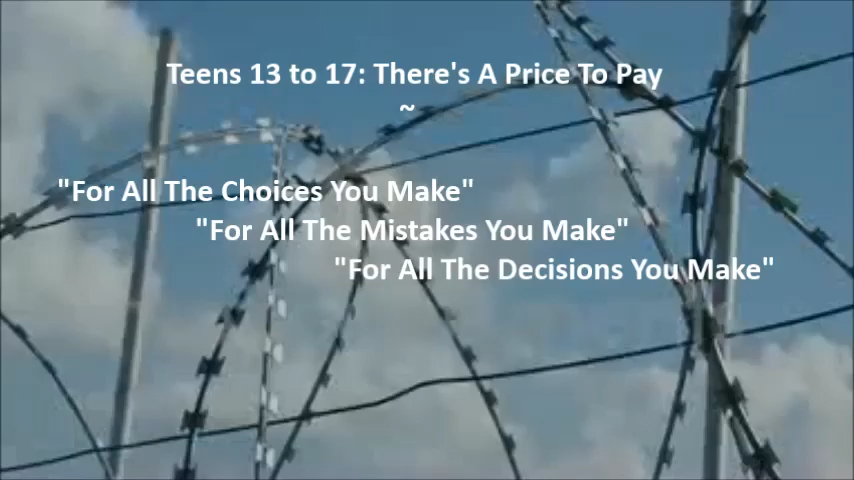 Teens 13 to 17: There's A Price To Pay
~
"For All The Choices You Make"
"For All The Mistakes You Make"
"For All The Decisions You Make"